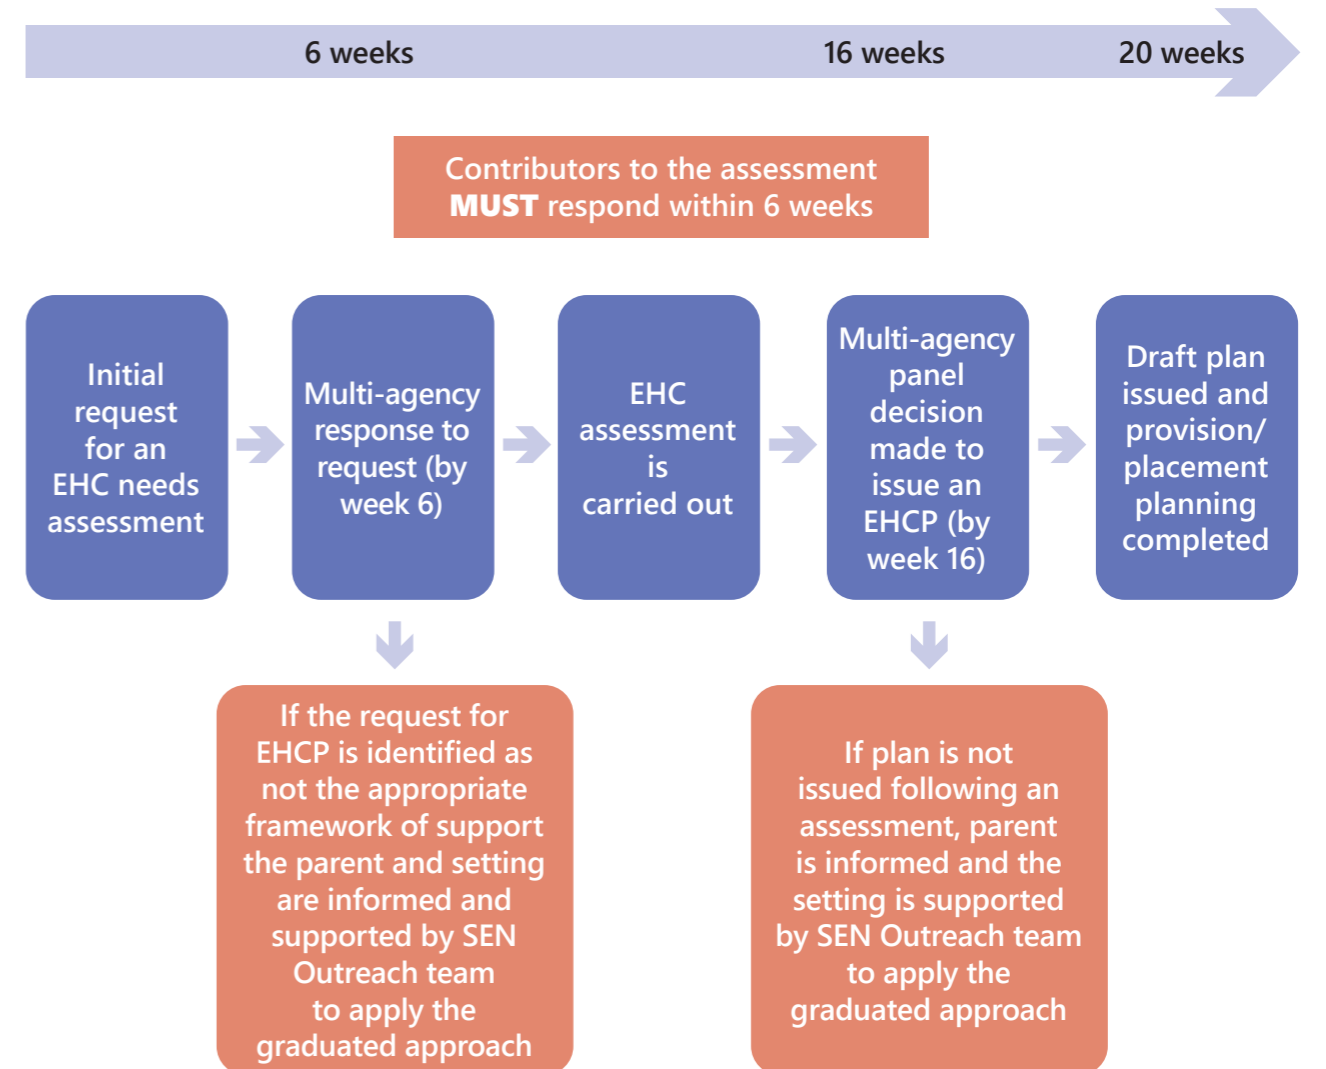 6 weeks
16 weeks
20 weeks
Contributors to the assessment
MUST respond within 6 weeks
Initial
request
for an
EHC needs
assessment
Multi-agency
response to
request (by
week 6)
EHC
assessment
is
carried out
Multi-agency
panel
decision
made to
issue an
EHCP (by
week 16)
Draft plan
issued and
provision/
placement
planning
completed
If the request for
EHCP is identified as
not the appropriate
framework of support
the parent and setting
are informed and
supported by SEN
Outreach team
to apply the
graduated approach
If plan is not
issued following an
assessment, parent
is informed and the
setting is supported
by SEN Outreach team
to apply the
graduated approach